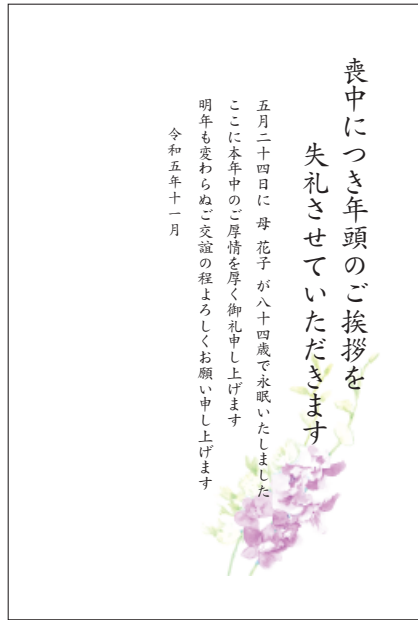 喪中につき年頭のご挨拶を
失礼させていただきます
五月二十四日に 母 花子 が八十四歳で永眠いたしました
ここに本年中のご厚情を厚く御礼申し上げます
明年も変わらぬご交誼の程よろしくお願い申し上げます
令和五年十一月